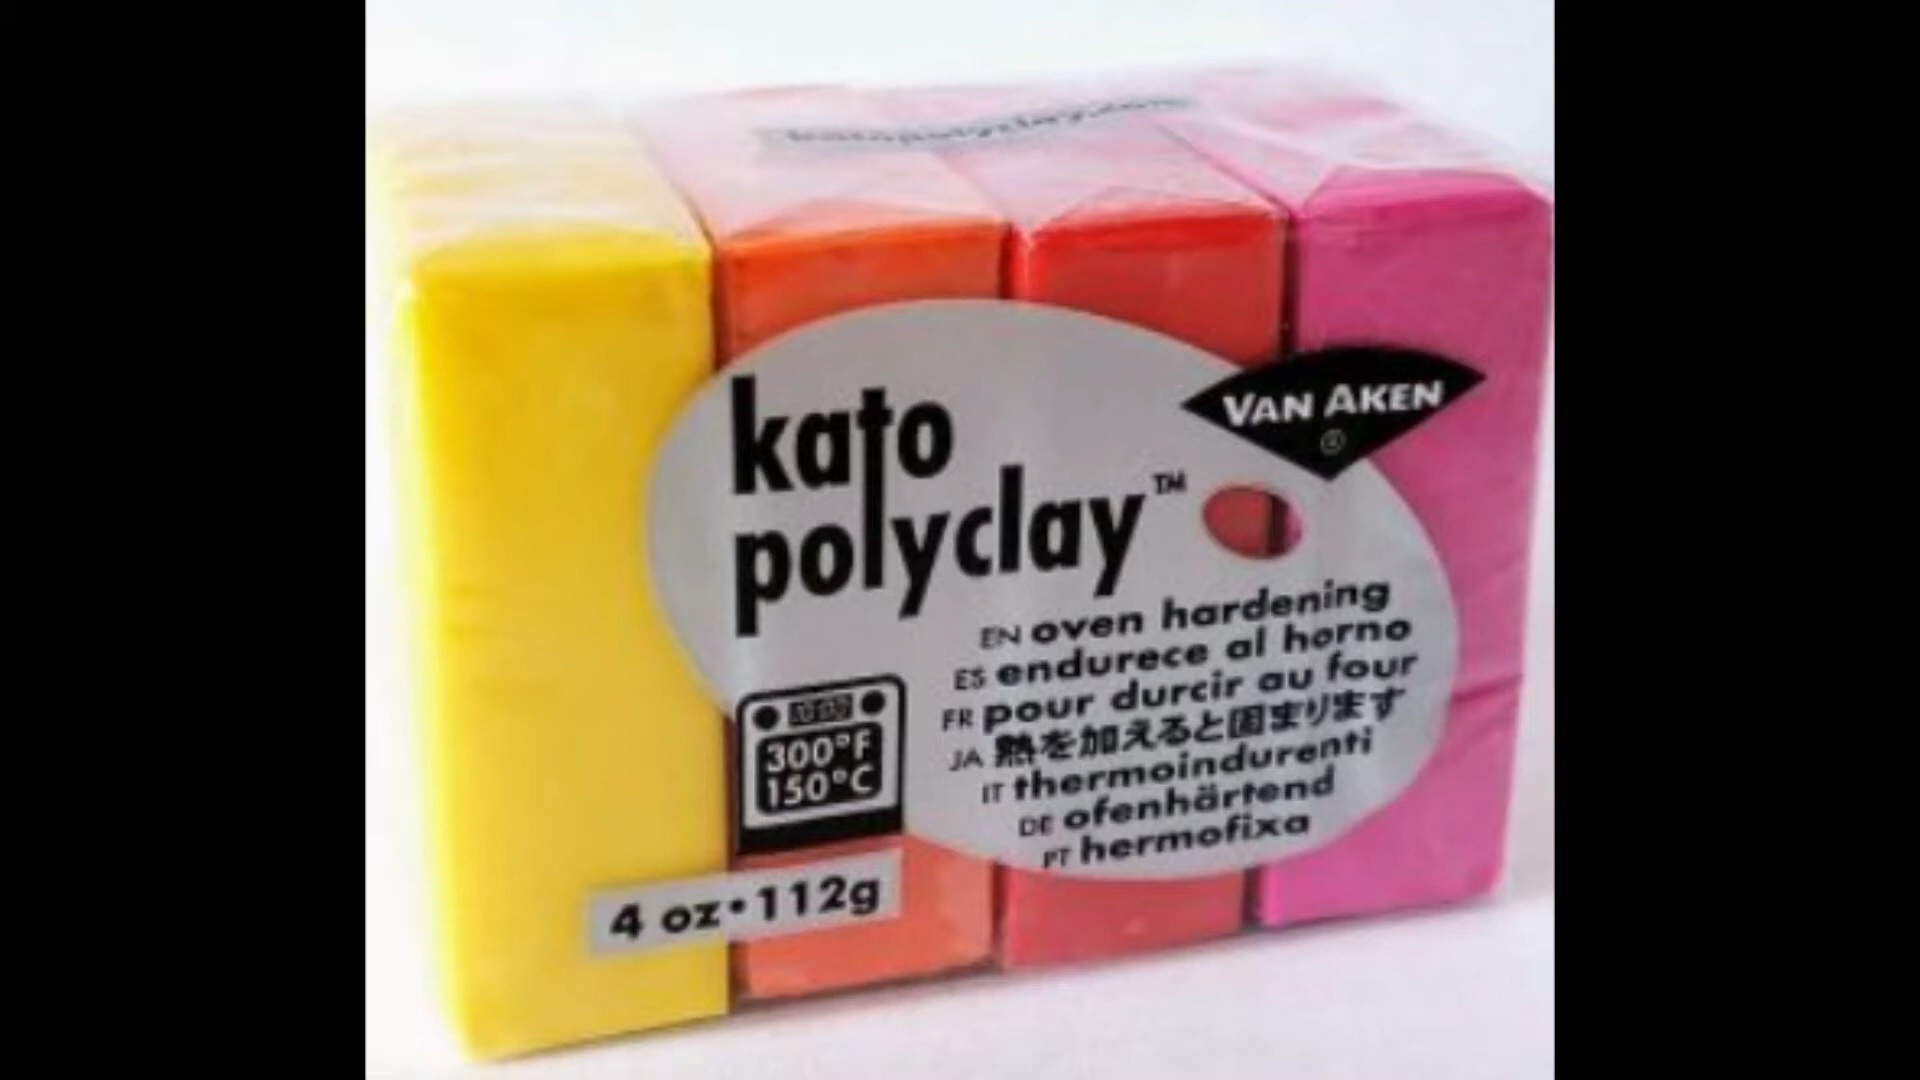 katopolyclay.com
kato
polyclay™
VAN AKEN
®
EN oven hardening
ES endurece al horno
FR pour durcir au four
JA 熱を加えると固まります
IT thermoindurenti
DE ofenhärtend
PT hermofixa
300°F
150°C
4 oz•112g